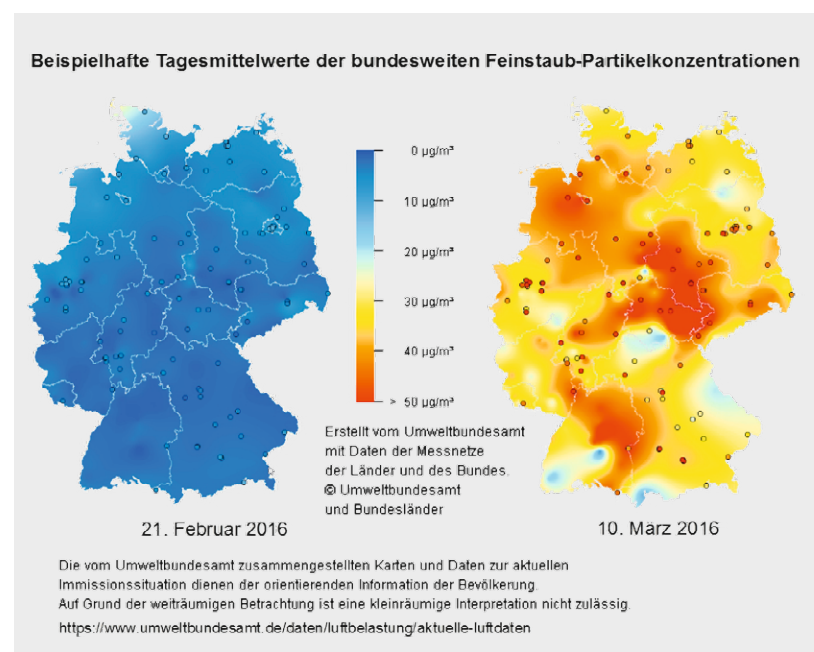 Beispielhafte Tagesmittelwerte der bundesweiten Feinstaub-Partikelkonzentrationen
0 µg/m³
10 µg/m³
20 µg/m³
30 µg/m³
40 µg/m³
> 50 µg/m³
Erstellt vom Umweltbundesamt
mit Daten der Messnetze
der Länder und des Bundes.
© Umweltbundesamt
und Bundesländer
21. Februar 2016
10. März 2016
Die vom Umweltbundesamt zusammengestellten Karten und Daten zur aktuellen
Immissionssituation dienen der orientierenden Information der Bevölkerung.
Auf Grund der weiträumigen Betrachtung ist eine kleinräumige Interpretation nicht zulässig.
https://www.umweltbundesamt.de/daten/luftbelastung/aktuelle-luftdaten